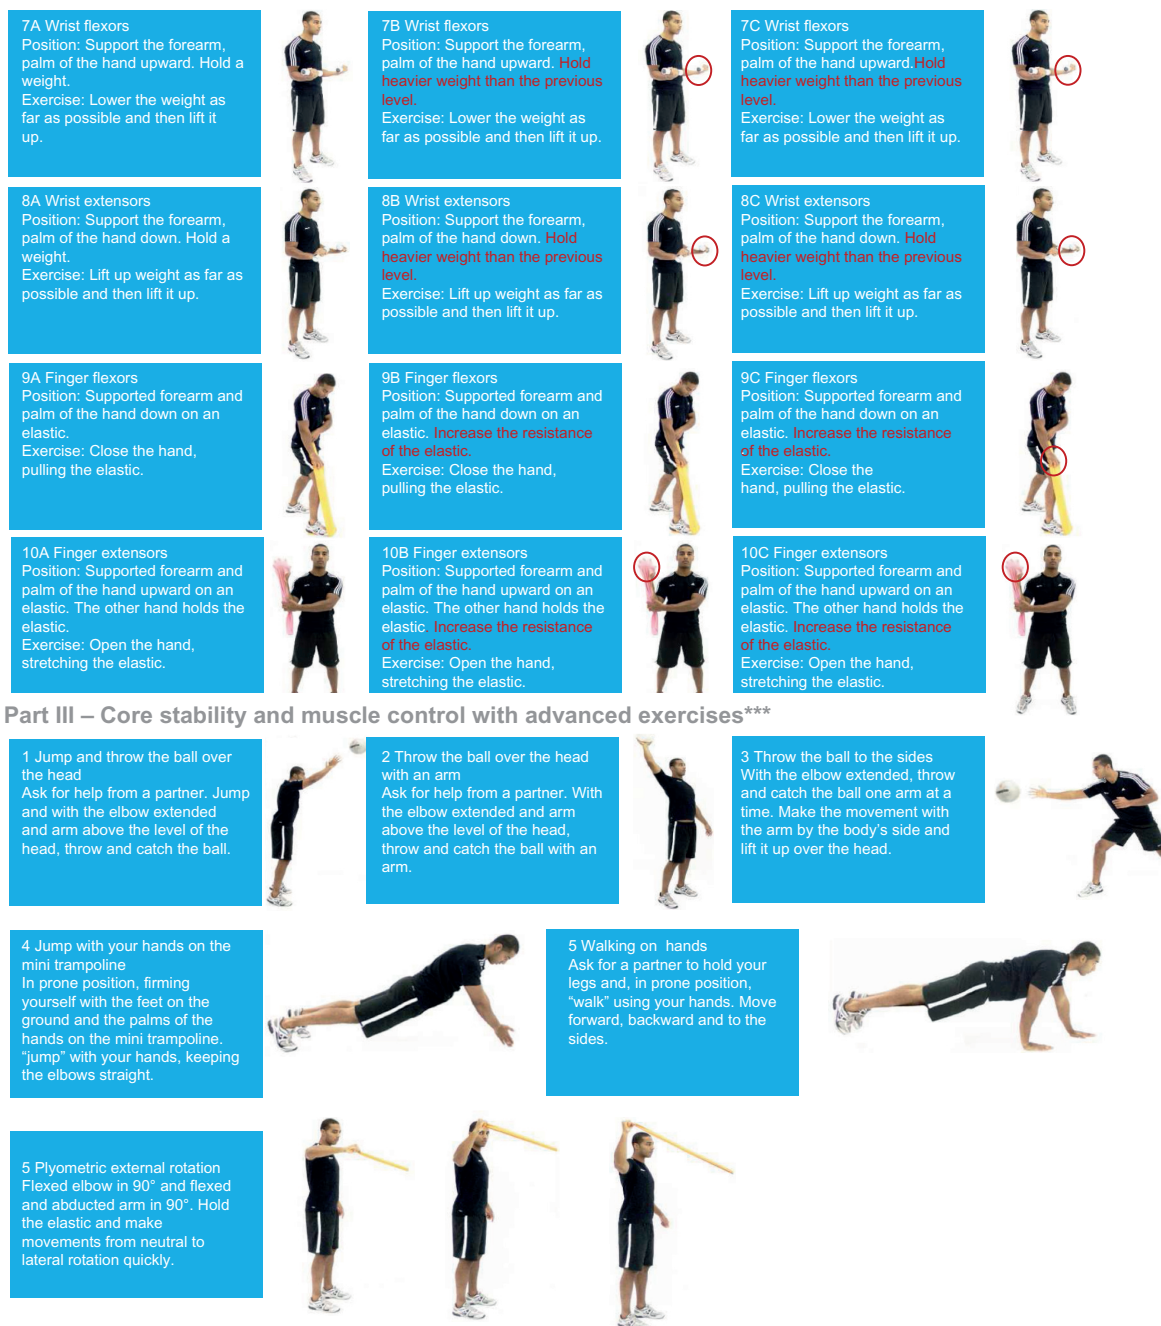 7A Wrist flexors
Position: Support the forearm,
palm of the hand upward. Hold a
weight.
Exercise: Lower the weight as
far as possible and then lift it
up.
7B Wrist flexors
Position: Support the forearm,
palm of the hand upward. Hold
heavier weight than the previous
level.
Exercise: Lower the weight as
far as possible and then lift it up.
7C Wrist flexors
Position: Support the forearm,
palm of the hand upward.Hold
heavier weight than the previous
level.
Exercise: Lower the weight as
far as possible and then lift it up.
8A Wrist extensors
Position: Support the forearm,
palm of the hand down. Hold a
weight.
Exercise: Lift up weight as far as
possible and then lift it up.
8B Wrist extensors
Position: Support the forearm,
palm of the hand down. Hold
heavier weight than the previous
level.
Exercise: Lift up weight as far as
possible and then lift it up.
8C Wrist extensors
Position: Support the forearm,
palm of the hand down. Hold
heavier weight than the previous
level.
Exercise: Lift up weight as far as
possible and then lift it up.
9A Finger flexors
Position: Supported forearm and
palm of the hand down on an
elastic.
Exercise: Close the hand,
pulling the elastic.
9B Finger flexors
Position: Supported forearm and
palm of the hand down on an
elastic. Increase the resistance
of the elastic.
Exercise: Close the hand,
pulling the elastic.
9C Finger flexors
Position: Supported forearm and
palm of the hand down on an
elastic. Increase the resistance
of the elastic.
Exercise: Close the
hand, pulling the elastic.
10A Finger extensors
Position: Supported forearm and
palm of the hand upward on an
elastic. The other hand holds the
elastic.
Exercise: Open the hand,
stretching the elastic.
10B Finger extensors
Position: Supported forearm and
palm of the hand upward on an
elastic. The other hand holds the
elastic. Increase the resistance
of the elastic.
Exercise: Open the hand,
stretching the elastic.
10C Finger extensors
Position: Supported forearm and
palm of the hand upward on an
elastic. The other hand holds the
elastic. Increase the resistance
of the elastic.
Exercise: Open the hand,
stretching the elastic.
Part III – Core stability and muscle control with advanced exercises***
1 Jump and throw the ball over
the head
Ask for help from a partner. Jump
and with the elbow extended
and arm above the level of the
head, throw and catch the ball.
2 Throw the ball over the head
with an arm
Ask for help from a partner. With
the elbow extended and arm
above the level of the head,
throw and catch the ball with an
arm.
3 Throw the ball to the sides
With the elbow extended, throw
and catch the ball one arm at a
time. Make the movement with
the arm by the body's side and
lift it up over the head.
4 Jump with your hands on the
mini trampoline
In prone position, firming
yourself with the feet on the
ground and the palms of the
hands on the mini trampoline.
“jump” with your hands, keeping
the elbows straight.
5 Walking on hands
Ask for a partner to hold your
legs and, in prone position,
“walk” using your hands. Move
forward, backward and to the
sides.
5 Plyometric external rotation
Flexed elbow in 90° and flexed
and abducted arm in 90°. Hold
the elastic and make
movements from neutral to
lateral rotation quickly.